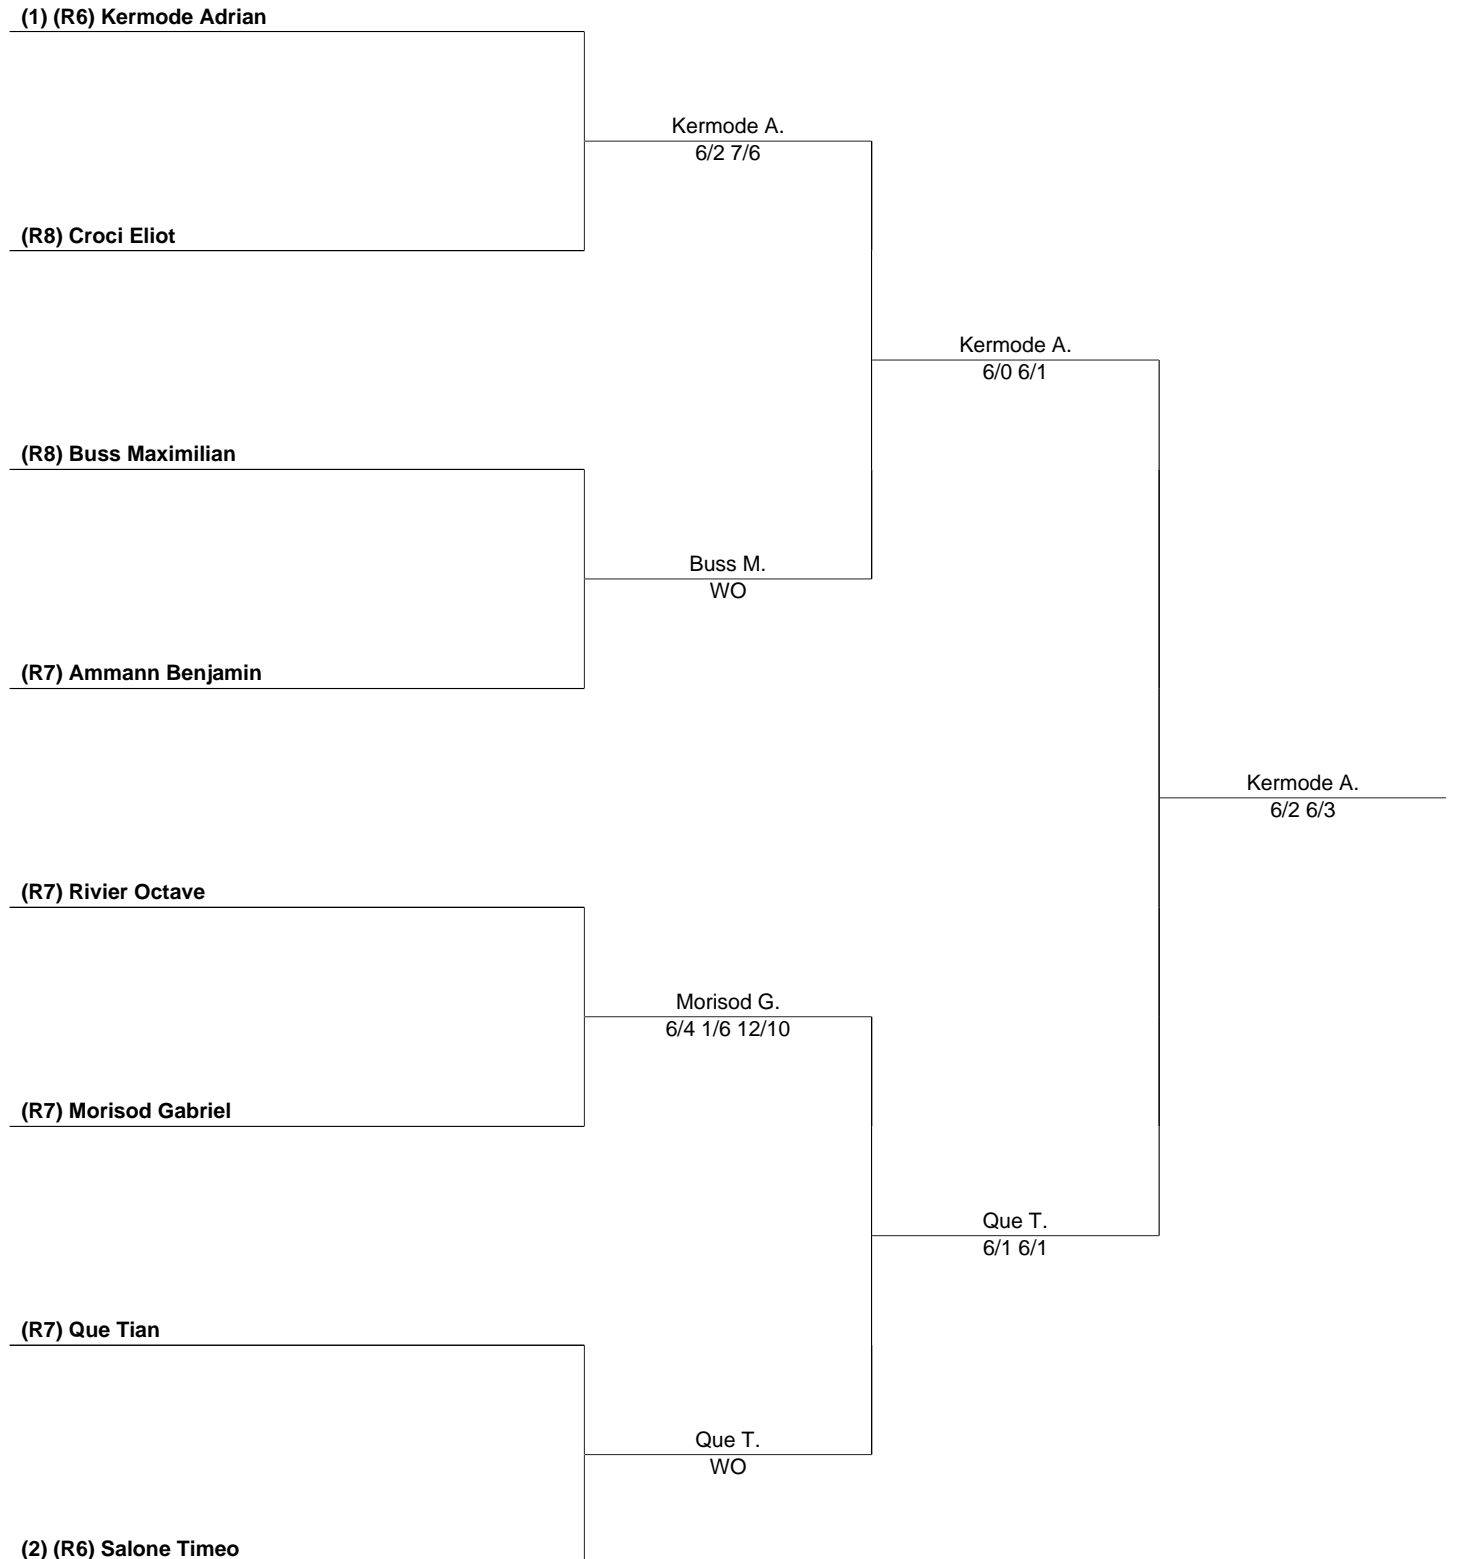 (1) (R6) Kermode Adrian
Kermode A.
6/2 7/6
(R8) Croci Eliot
Kermode A.
6/0 6/1
(R8) Buss Maximilian
Buss M.
WO
(R7) Ammann Benjamin
Kermode A.
6/2 6/3
(R7) Rivier Octave
Morisod G.
6/4 1/6 12/10
(R7) Morisod Gabriel
Que T.
6/1 6/1
(R7) Que Tian
Que T.
WO
(2) (R6) Salone Timeo